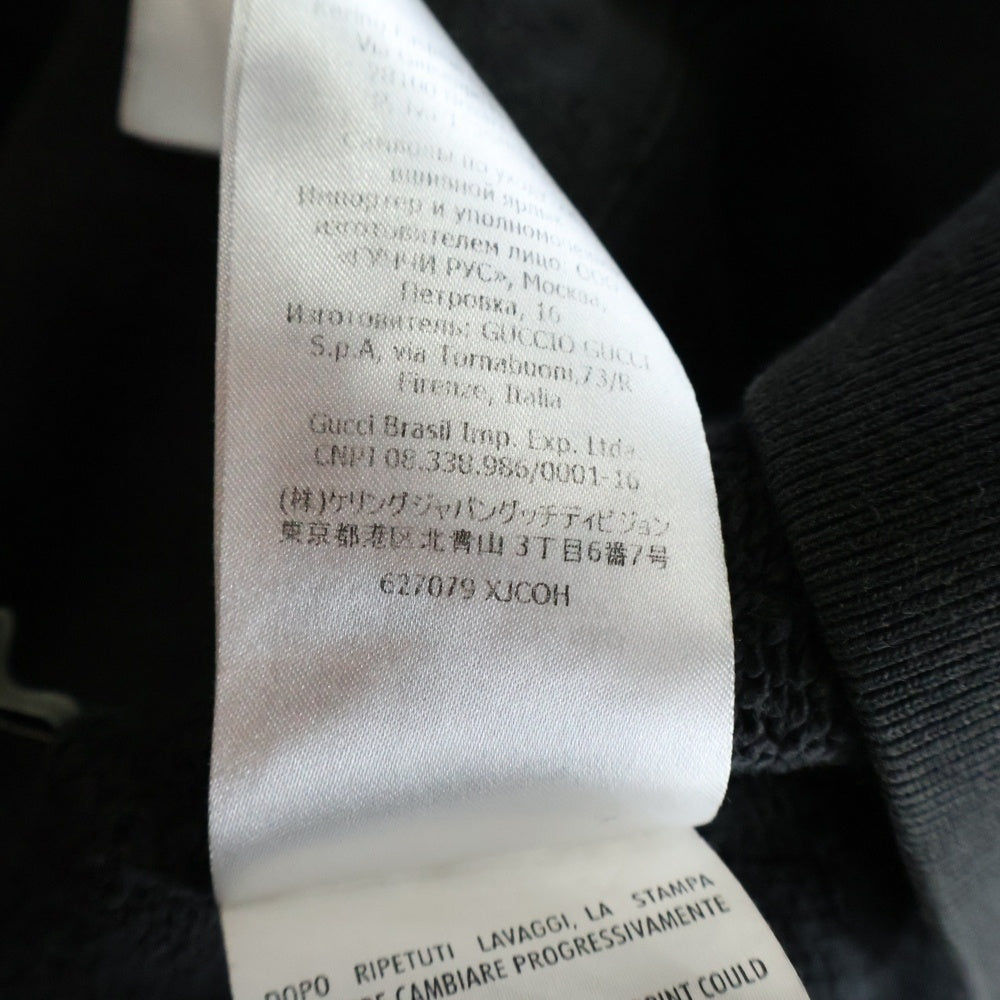 Символы по
вшивной
Импортер и
изготовителем лицо: ООО
«ГУЧЧИ РУС», Москва,
Петровка, 16
Изготовитель: GUCCIO GUCCI
S.p.A, via Tornabuoni,73/R
Firenze, Italia
Gucci Brasil Imp. Exp. Ltda.
CNPJ 08.338.986/0001-16
(株)ケリングジャパングッチディビジョン
東京都港区北青山 3丁目6番7号
627079 XJCOH
DOPO RIPETUTI LAVAGGI, LA STAMPA
CAMBIARE PROGRESSIVAMENTE
COULD